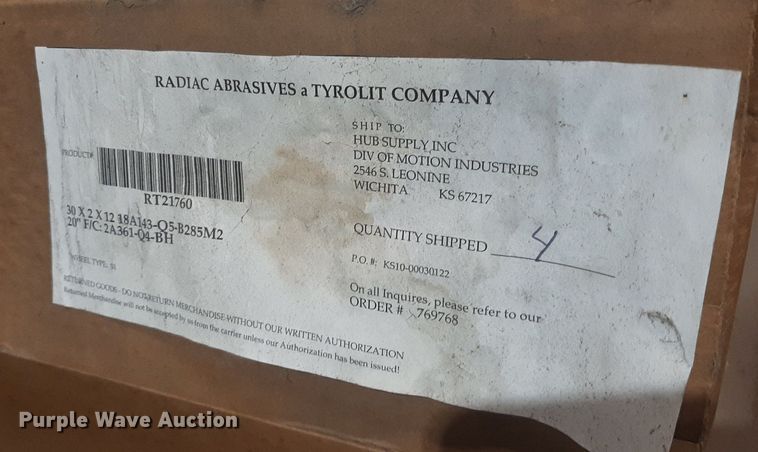 RADIAC ABRASIVES a TYROLIT COMPANY
PRODUCT#
RT21760
30 X 2 X 12 18A143-Q5-B285M2
20" F/C: 2A361-Q4-BH
WHEEL TYPE:
SHIP TO:
HUB SUPPLY INC
DIV OF MOTION INDUSTRIES
2546 S. LEONINE
WICHITA KS 67217
QUANTITY SHIPPED 4
P.O. #: KS10-00030122
On all Inquires, please refer to our
ORDER # 769768
RETURNED GOODS - DO NOT RETURN MERCHANDISE WITHOUT OUR WRITTEN AUTHORIZATION
Returned Merchandise will not be accepted by us from the carrier unless our Authorization has been issued!
Purple Wave Auction